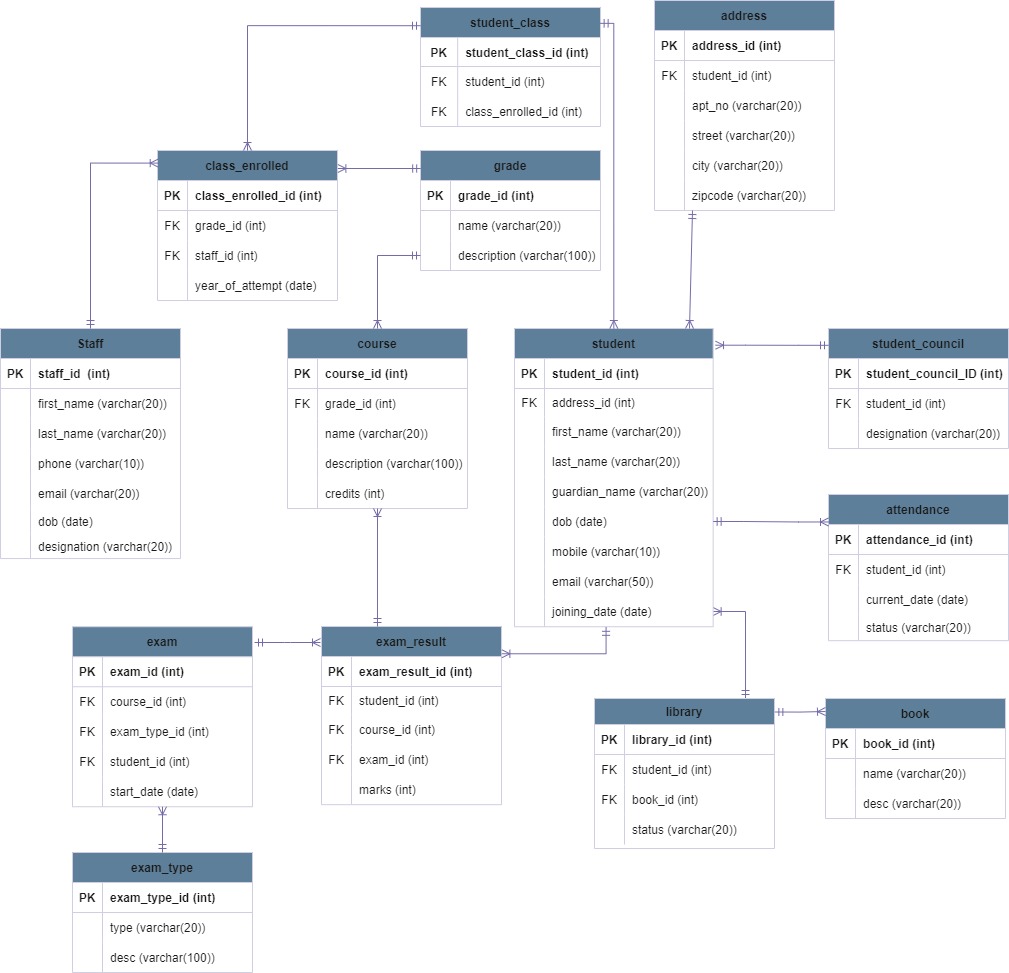 student_class
PK student_class_id (int)
FK student_id (int)
FK class_enrolled_id (int)
address
PK address_id (int)
FK student_id (int)
apt_no (varchar(20))
street (varchar(20))
city (varchar(20))
zipcode (varchar(20))
class_enrolled
PK class_enrolled_id (int)
FK grade_id (int)
FK staff_id (int)
year_of_attempt (date)
grade
PK grade_id (int)
name (varchar(20))
description (varchar(100))
Staff
PK staff_id (int)
first_name (varchar(20))
last_name (varchar(20))
phone (varchar(10))
email (varchar(20))
dob (date)
designation (varchar(20))
course
PK course_id (int)
FK grade_id (int)
name (varchar(20))
description (varchar(100))
credits (int)
student
PK student_id (int)
FK address_id (int)
first_name (varchar(20))
last_name (varchar(20))
guardian_name (varchar(20))
dob (date)
mobile (varchar(10))
email (varchar(50))
joining_date (date)
student_council
PK student_council_ID (int)
FK student_id (int)
designation (varchar(20))
attendance
PK attendance_id (int)
FK student_id (int)
current_date (date)
status (varchar(20))
exam
PK exam_id (int)
FK course_id (int)
FK exam_type_id (int)
FK student_id (int)
start_date (date)
exam_result
PK exam_result_id (int)
FK student_id (int)
FK course_id (int)
FK exam_id (int)
marks (int)
library
PK library_id (int)
FK student_id (int)
FK book_id (int)
status (varchar(20))
book
PK book_id (int)
name (varchar(20))
desc (varchar(20))
exam_type
PK exam_type_id (int)
type (varchar(20))
desc (varchar(100))